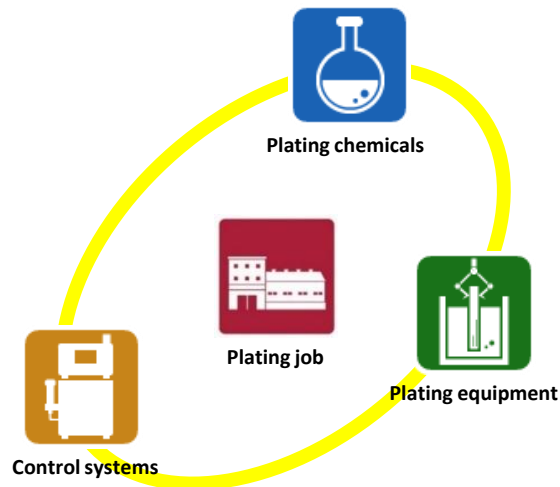 Plating chemicals
Plating job
Plating equipment
Control systems